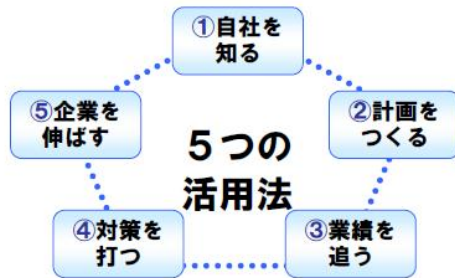 ①自社を
知る
②計画を
つくる
③業績を
追う
④対策を
打つ
⑤企業を
伸ばす
５つの
活用法